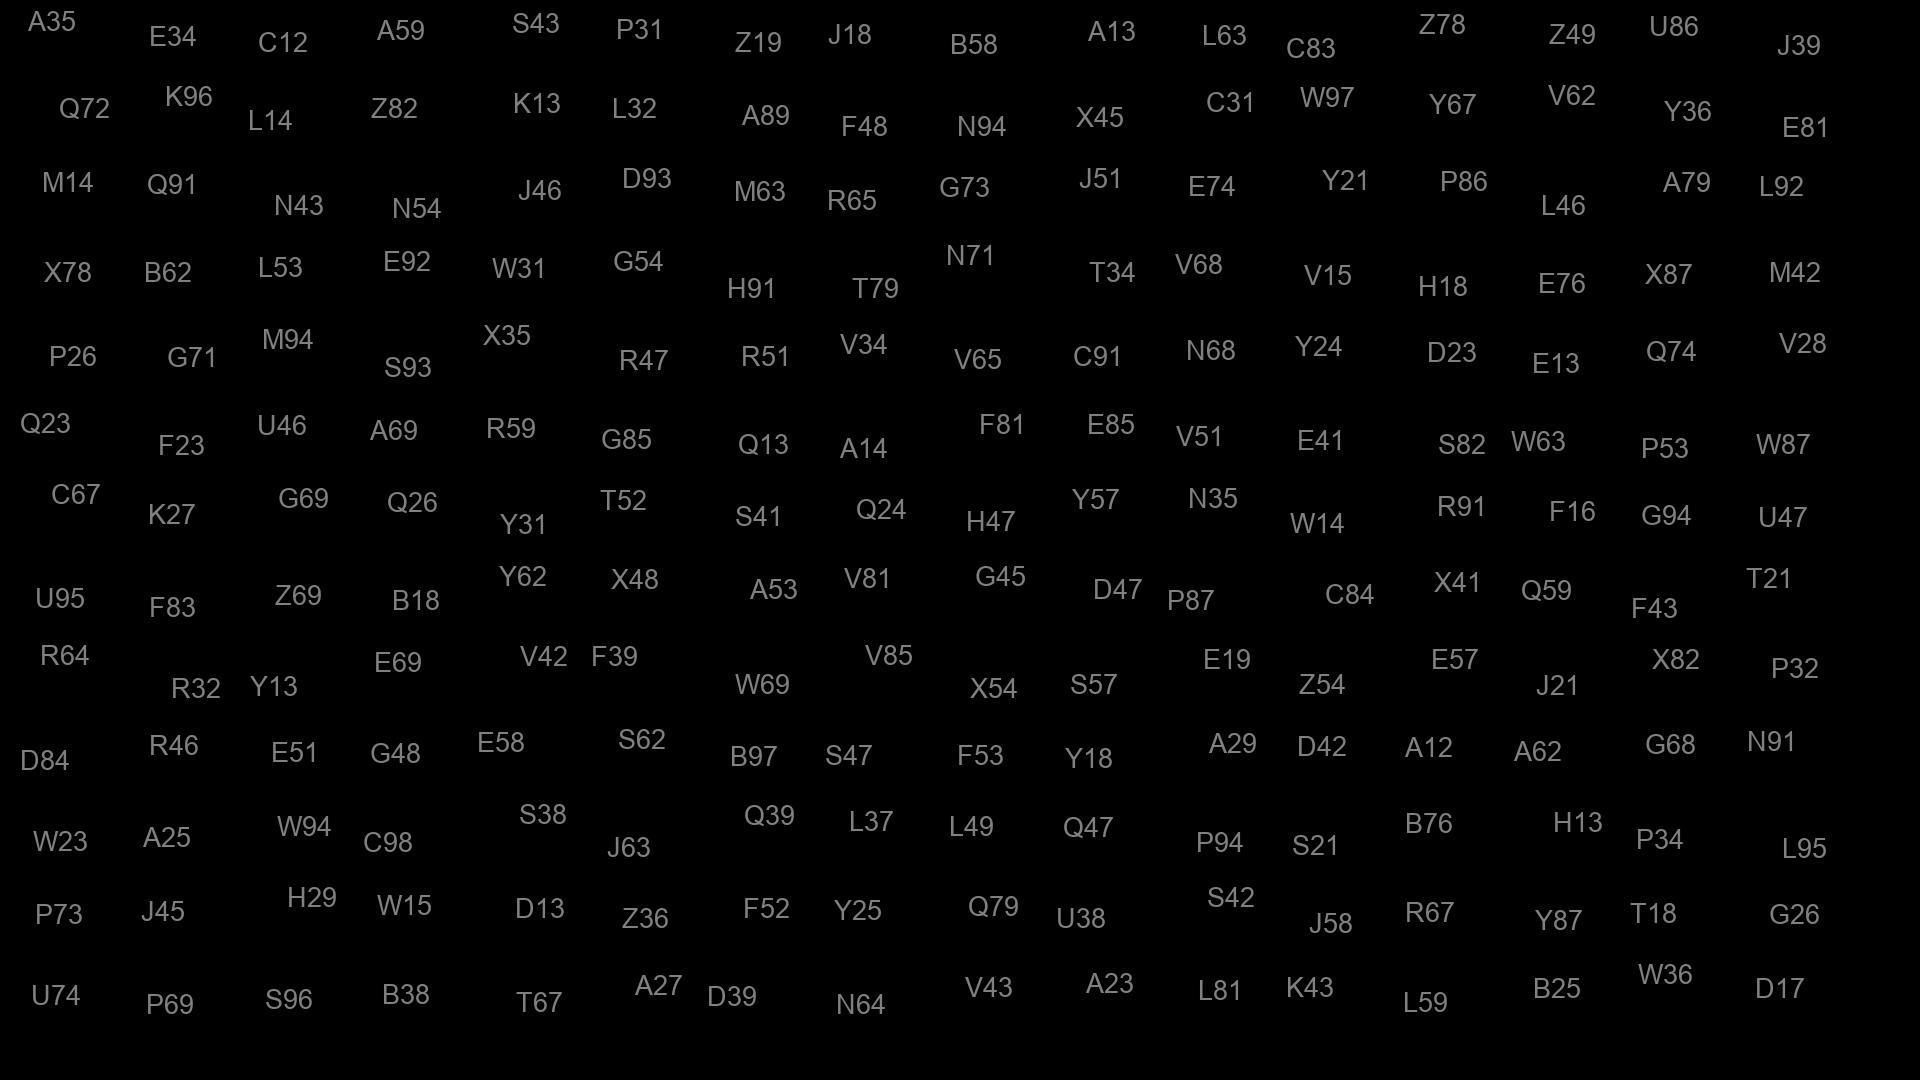 A35 E34 C12 A59 S43 P31 Z19 J18 B58 A13 L63 C83 Z78 Z49 U86 J39
Q72 K96 L14 Z82 K13 L32 A89 F48 N94 X45 C31 W97 Y67 V62 Y36 E81
M14 Q91 N43 N54 J46 D93 M63 R65 G73 J51 E74 Y21 P86 L46 A79 L92
X78 B62 L53 E92 W31 G54 H91 T79 N71 T34 V68 V15 H18 E76 X87 M42
P26 G71 M94 S93 X35 R47 R51 V34 V65 C91 N68 Y24 D23 E13 Q74 V28
Q23 F23 U46 A69 R59 G85 Q13 A14 F81 E85 V51 E41 S82 W63 P53 W87
C67 K27 G69 Q26 Y31 T52 S41 Q24 H47 Y57 N35 W14 R91 F16 G94 U47
U95 F83 Z69 B18 Y62 X48 A53 V81 G45 D47 P87 C84 X41 Q59 F43 T21
R64 R32 Y13 E69 V42 F39 W69 V85 X54 S57 E19 Z54 E57 J21 X82 P32
D84 R46 E51 G48 E58 S62 B97 S47 F53 Y18 A29 D42 A12 A62 G68 N91
W23 A25 W94 C98 S38 J63 Q39 L37 L49 Q47 P94 S21 B76 H13 P34 L95
P73 J45 H29 W15 D13 Z36 F52 Y25 Q79 U38 S42 J58 R67 Y87 T18 G26
U74 P69 S96 B38 T67 A27 D39 N64 V43 A23 L81 K43 L59 B25 W36 D17